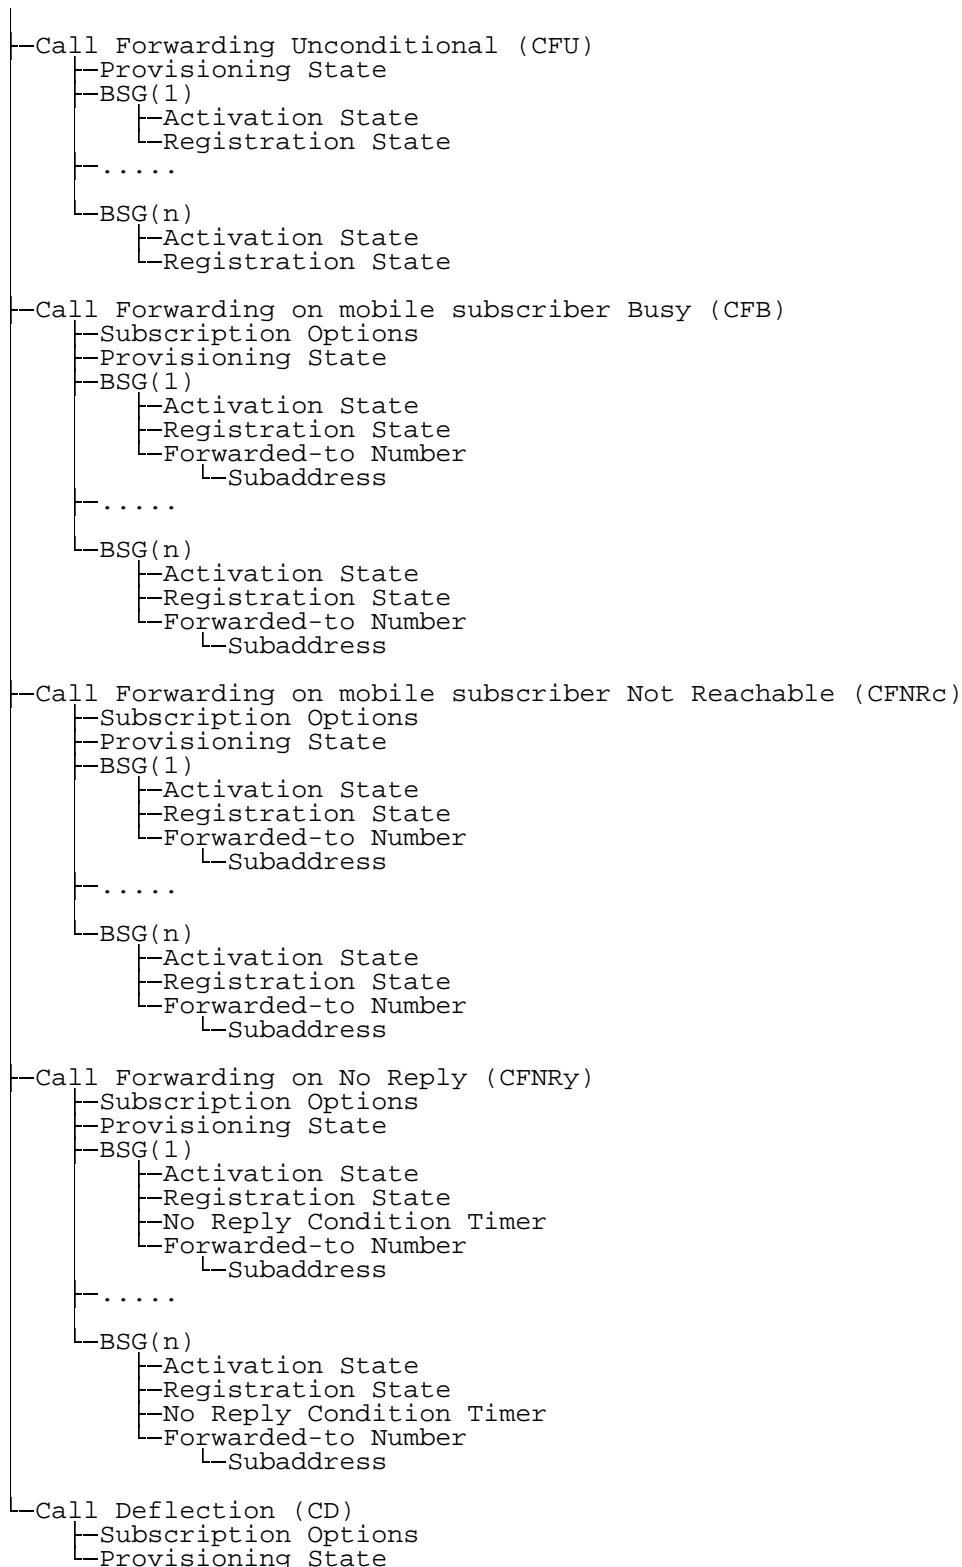 Call Forwarding Unconditional (CFU)
Provisioning State
BSG(1)
Activation State
Registration State
.....
BSG(n)
Activation State
Registration State
Call Forwarding on mobile subscriber Busy (CFB)
Subscription Options
Provisioning State
BSG(1)
Activation State
Registration State
Forwarded-to Number
Subaddress
.....
BSG(n)
Activation State
Registration State
Forwarded-to Number
Subaddress
Call Forwarding on mobile subscriber Not Reachable (CFNRc)
Subscription Options
Provisioning State
BSG(1)
Activation State
Registration State
Forwarded-to Number
Subaddress
.....
BSG(n)
Activation State
Registration State
Forwarded-to Number
Subaddress
Call Forwarding on No Reply (CFNRy)
Subscription Options
Provisioning State
BSG(1)
Activation State
Registration State
No Reply Condition Timer
Forwarded-to Number
Subaddress
.....
BSG(n)
Activation State
Registration State
No Reply Condition Timer
Forwarded-to Number
Subaddress
Call Deflection (CD)
Subscription Options
Provisioning State